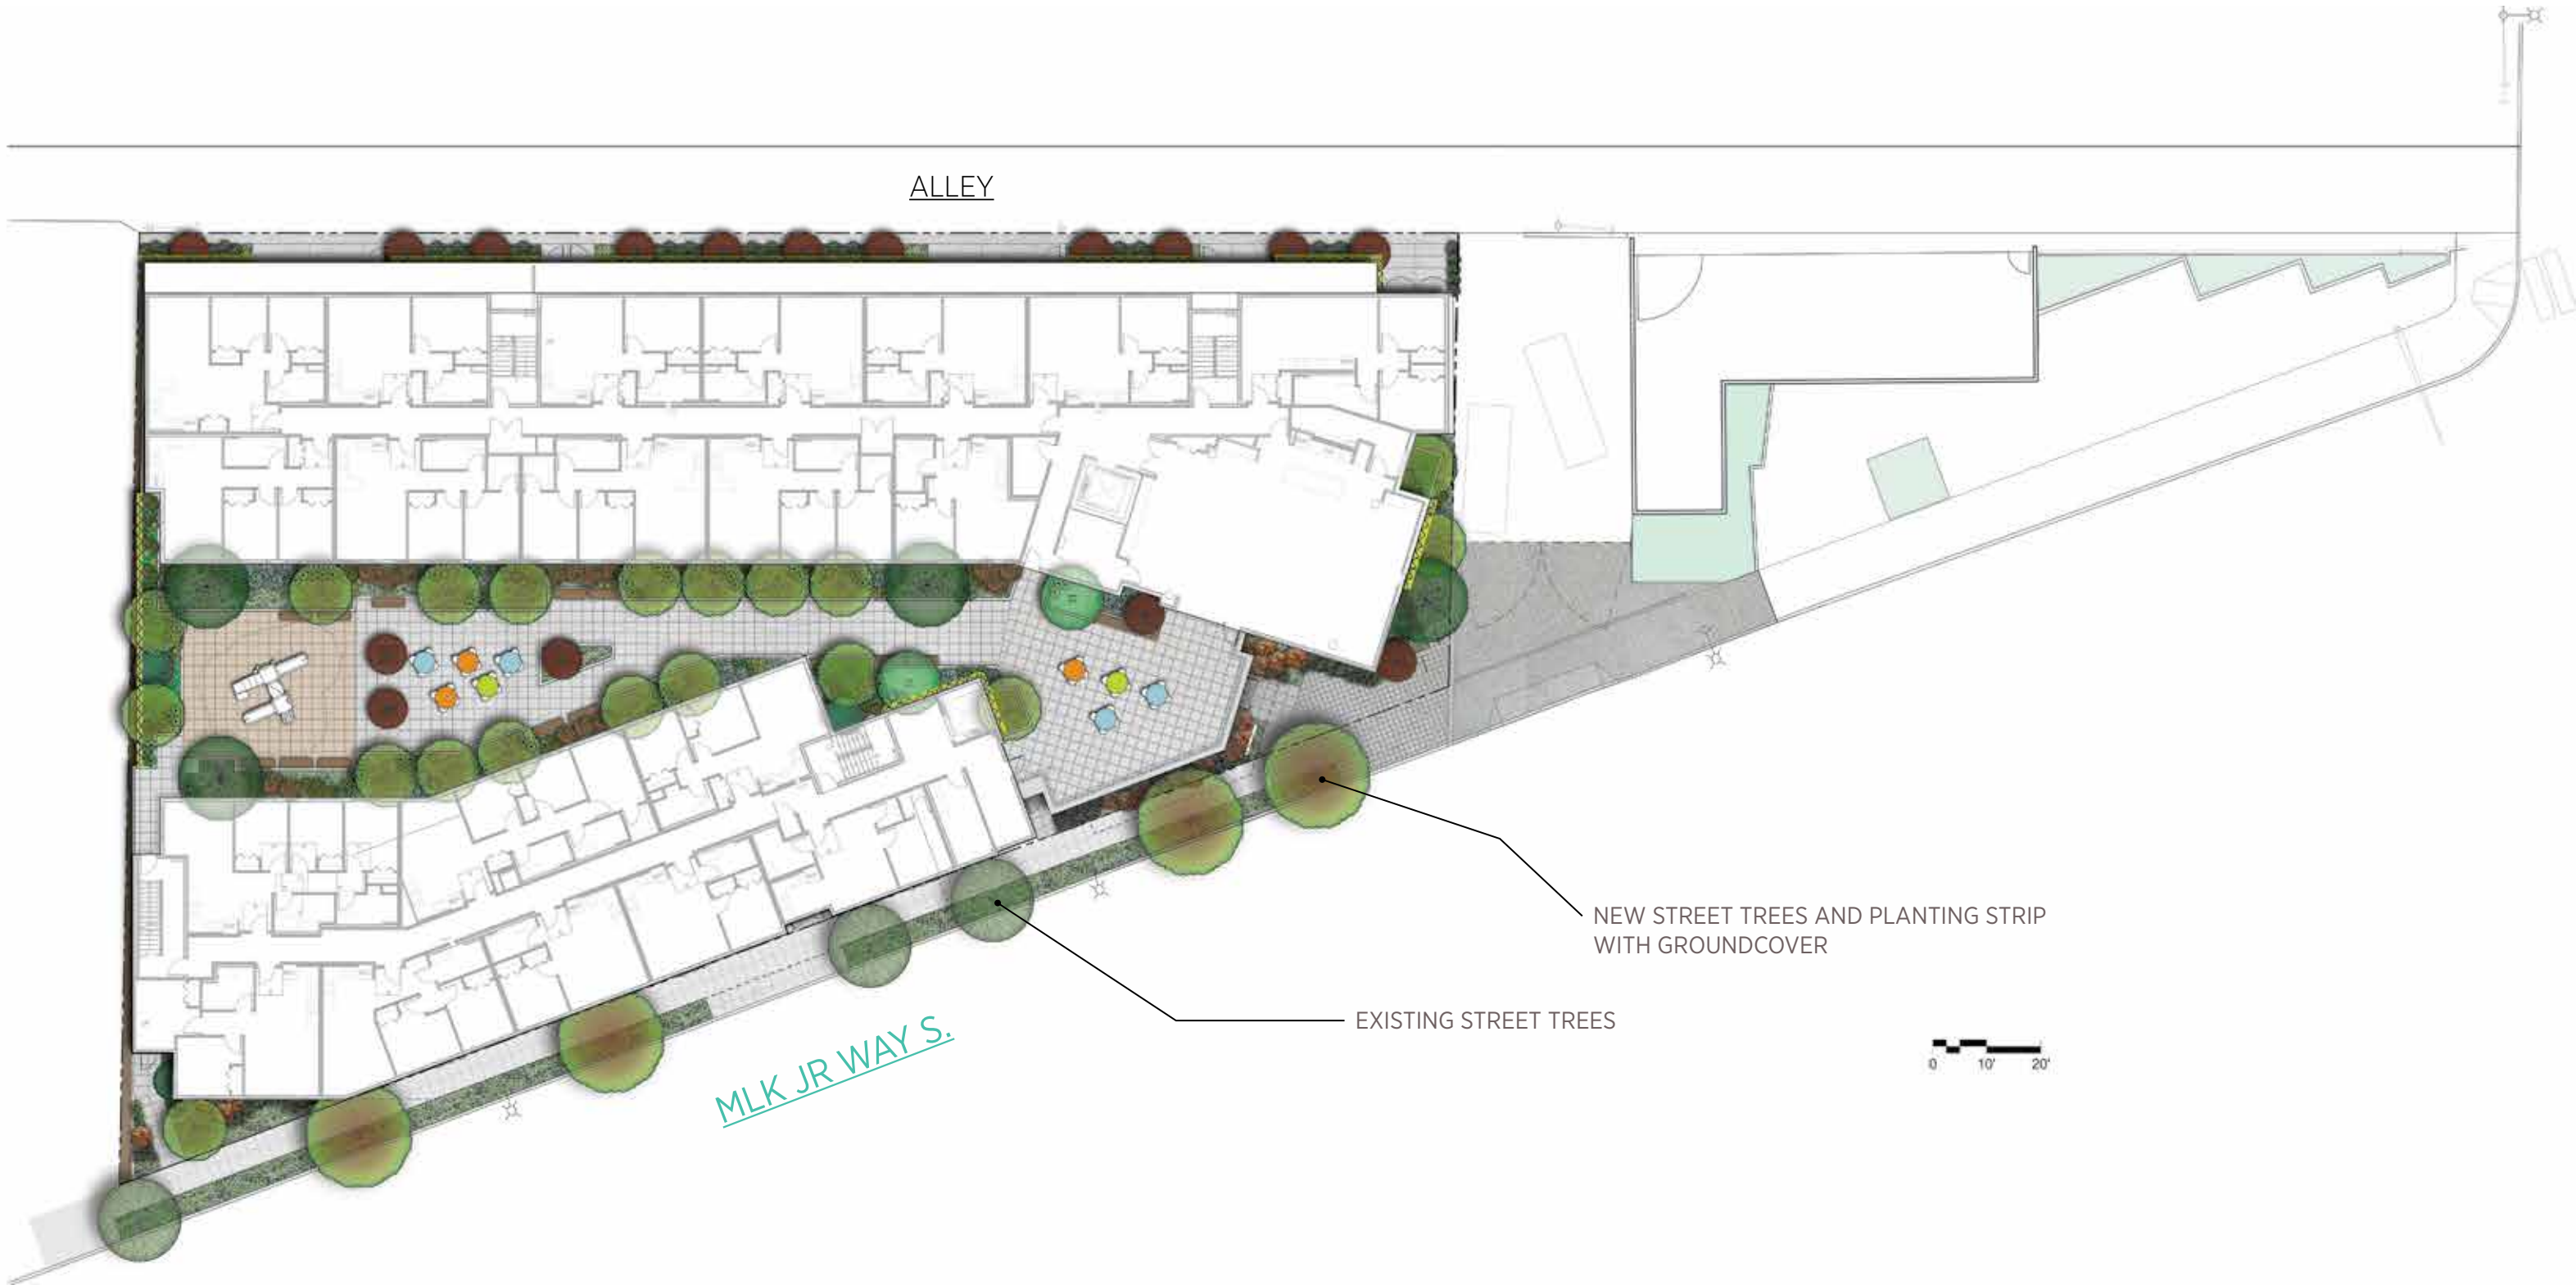 ALLEY
NEW STREET TREES AND PLANTING STRIP
WITH GROUNDCOVER
EXISTING STREET TREES
MLK JR WAY S.
0 10' 20'